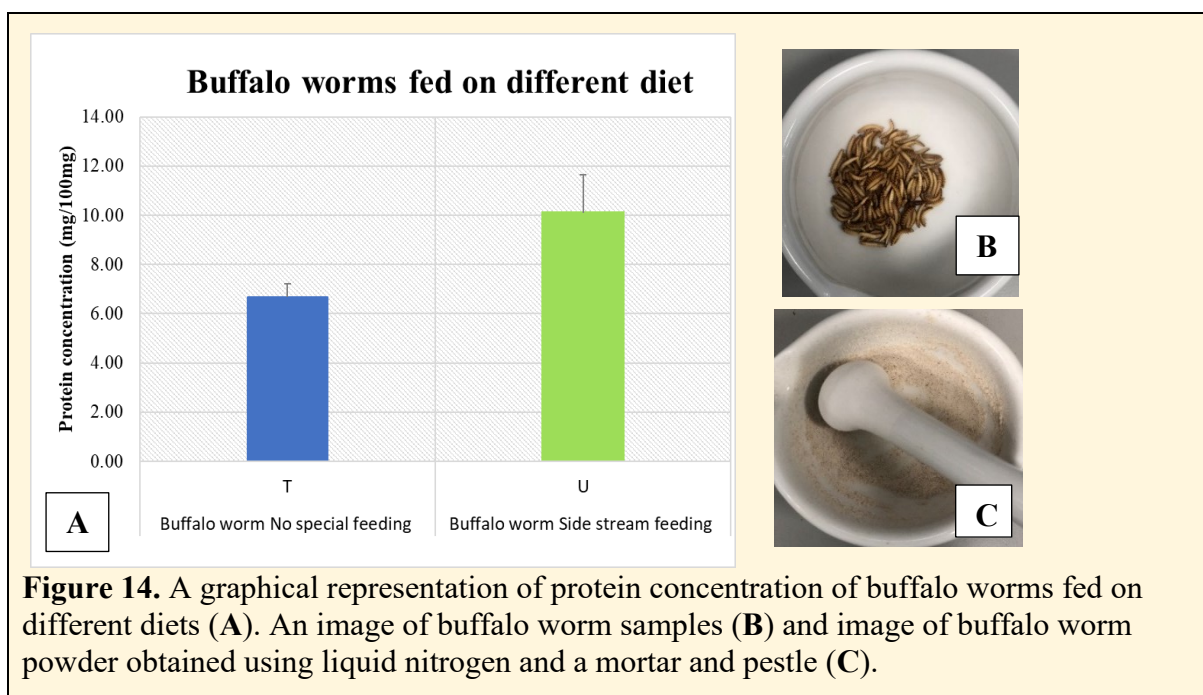 Buffalo worms fed on different diet
Protein concentration (mg/100mg)
14.00
12.00
10.00
8.00
6.00
4.00
2.00
0.00
T
U
Buffalo worm No special feeding
Buffalo worm Side stream feeding
A
B
C
Figure 14. A graphical representation of protein concentration of buffalo worms fed on
different diets (A). An image of buffalo worm samples (B) and image of buffalo worm
powder obtained using liquid nitrogen and a mortar and pestle (C).